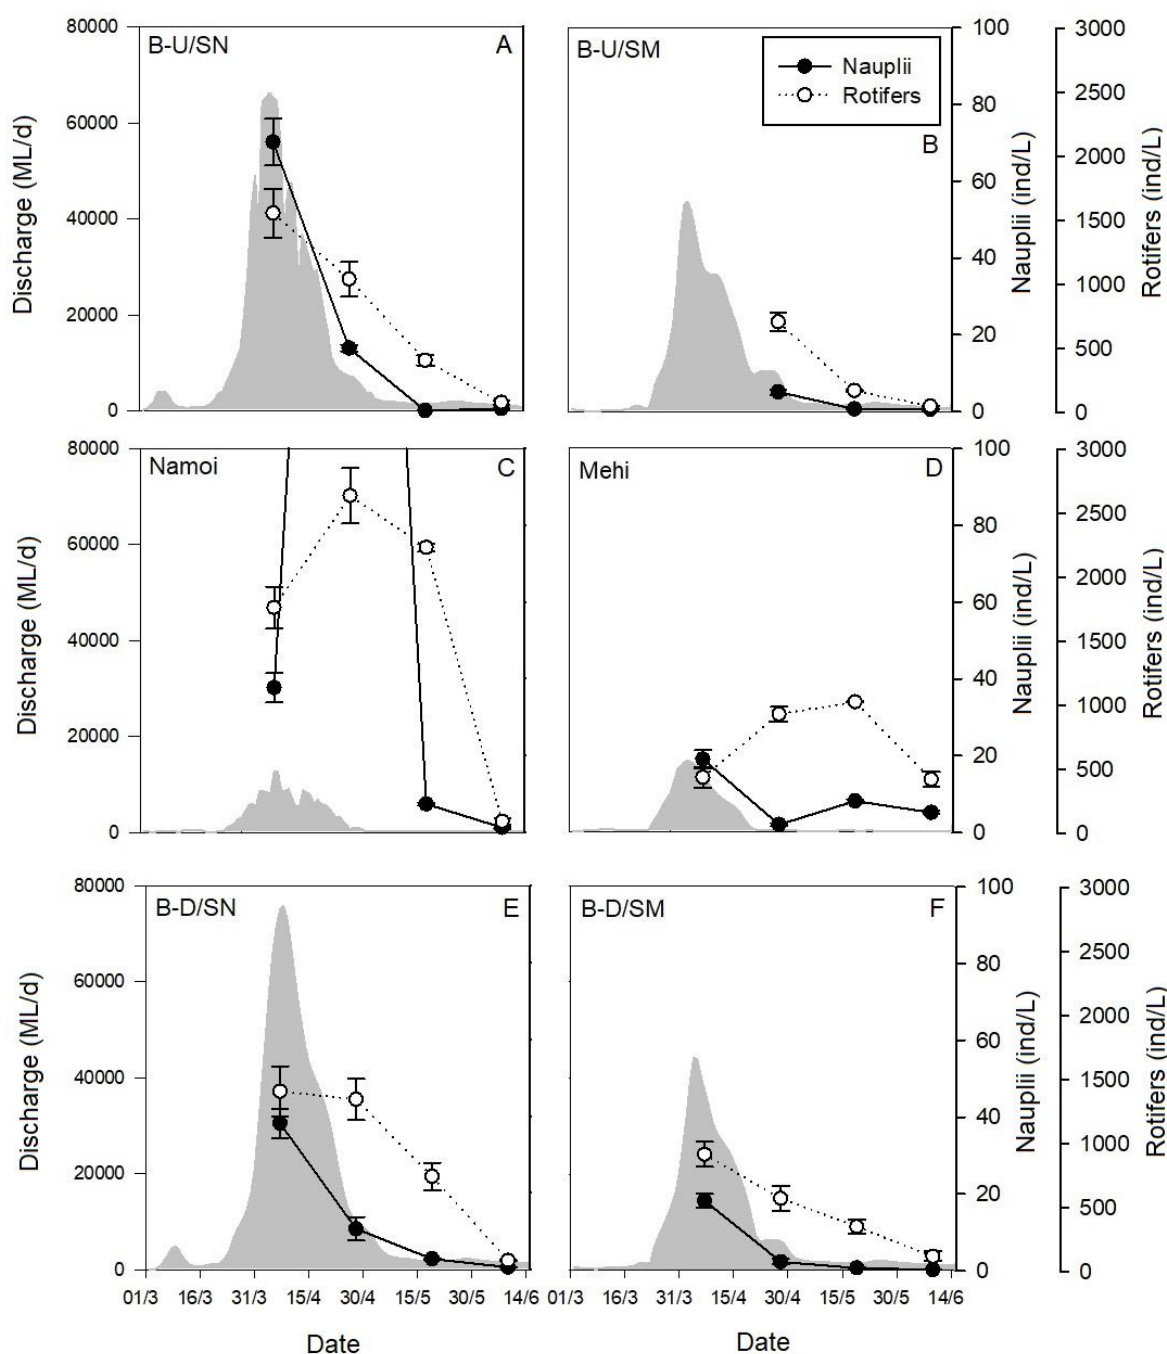 B-U/SN
A
B-U/SM
B
Nauplii
Rotifers
80000
60000
40000
20000
0
Discharge (ML/d)
100
80
60
40
20
0
Nauplii (ind/L)
3000
2500
2000
1500
1000
500
0
Rotifers (ind/L)
Namoi
C
Mehi
D
80000
60000
40000
20000
0
Discharge (ML/d)
100
80
60
40
20
0
Nauplii (ind/L)
3000
2500
2000
1500
1000
500
0
Rotifers (ind/L)
B-D/SN
E
B-D/SM
F
80000
60000
40000
20000
0
Discharge (ML/d)
100
80
60
40
20
0
Nauplii (ind/L)
3000
2500
2000
1500
1000
500
0
Rotifers (ind/L)
01/3 16/3 31/3 15/4 30/4 15/5 30/5 14/6
01/3 16/3 31/3 15/4 30/4 15/5 30/5 14/6
Date
Date